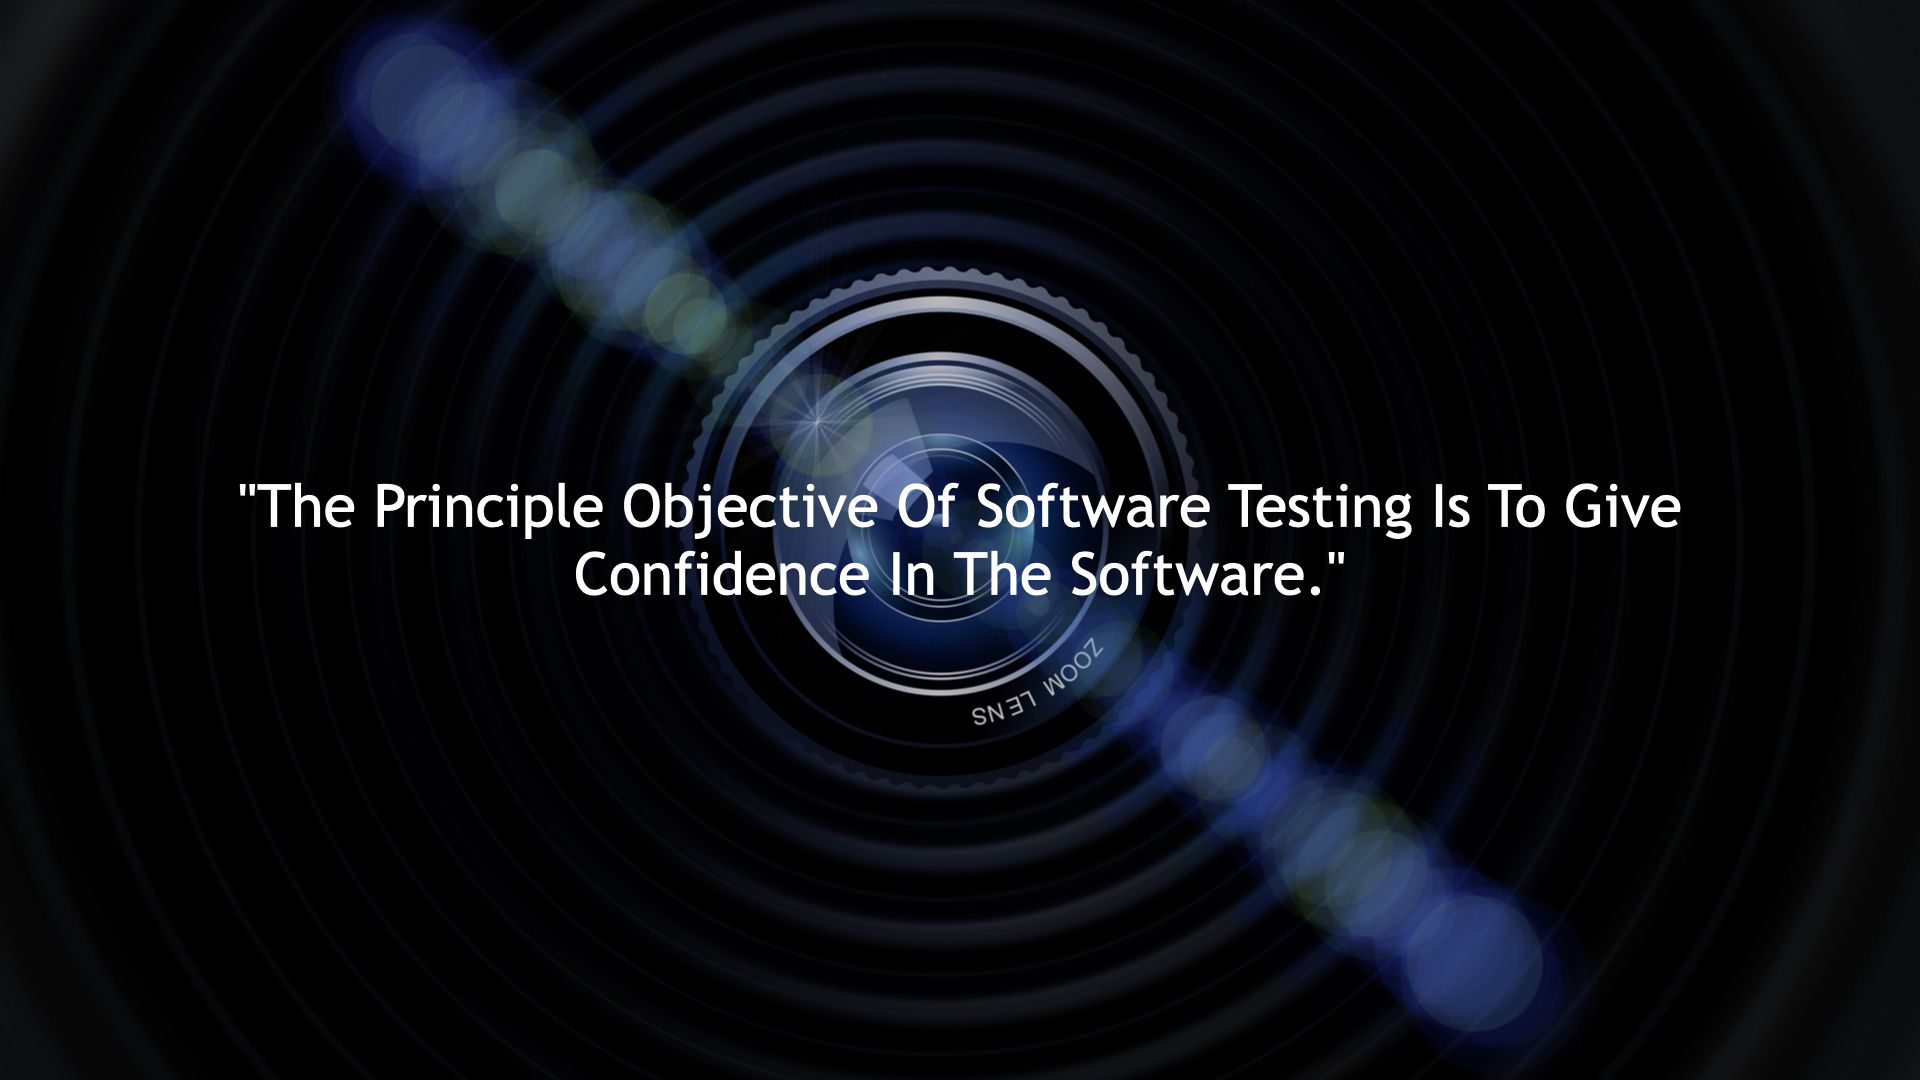 "The Principle Objective Of Software Testing Is To Give
Confidence In The Software."
ZOOM LENS